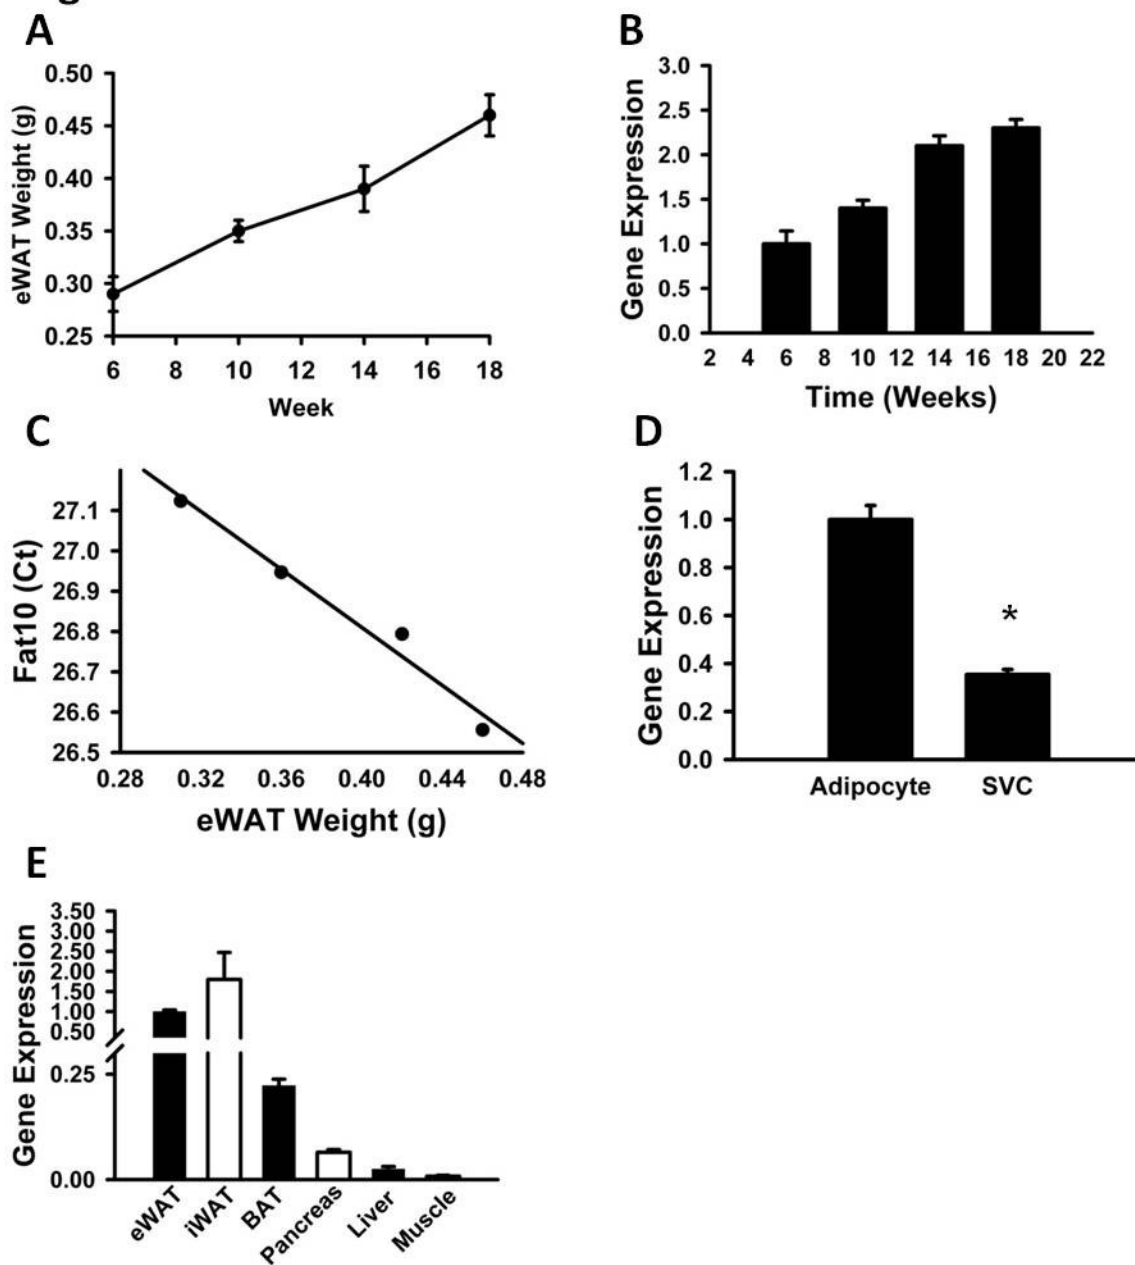 A
eWAT Weight (g)
0.50
0.45
0.40
0.35
0.30
0.25
6 8 10 12 14 16 18
Week
B
Gene Expression
3.0
2.5
2.0
1.5
1.0
0.5
0.0
2 4 6 8 10 12 14 16 18 20 22
Time (Weeks)
C
Fat10 (Ct)
27.1
27.0
26.9
26.8
26.7
26.6
26.5
0.28 0.32 0.36 0.40 0.44 0.48
eWAT Weight (g)
D
Gene Expression
1.2
1.0
0.8
0.6
0.4
0.2
0.0
*
Adipocyte SVC
E
Gene Expression
3.50
2.50
2.00
1.50
1.00
0.50
0.25
0.00
eWAT
iWAT
BAT
Pancreas
Liver
Muscle